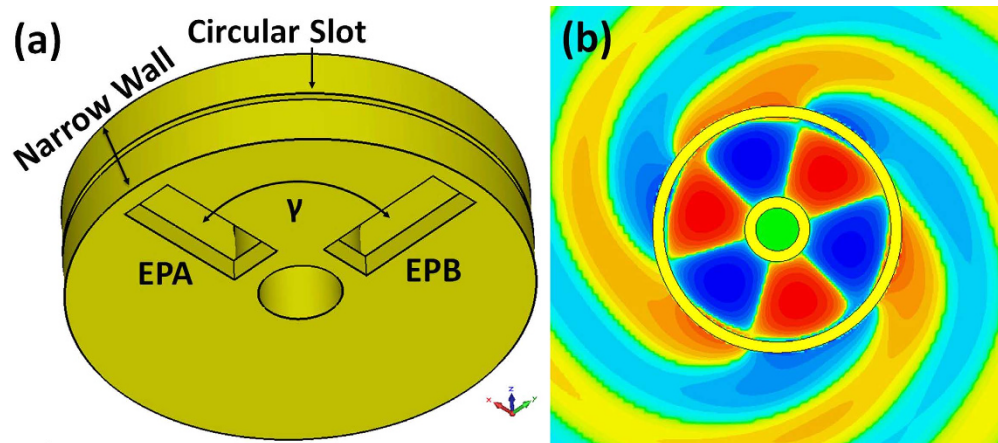 (a)
Circular Slot
Narrow Wall
γ
EPA
EPB
x
z
y
(b)